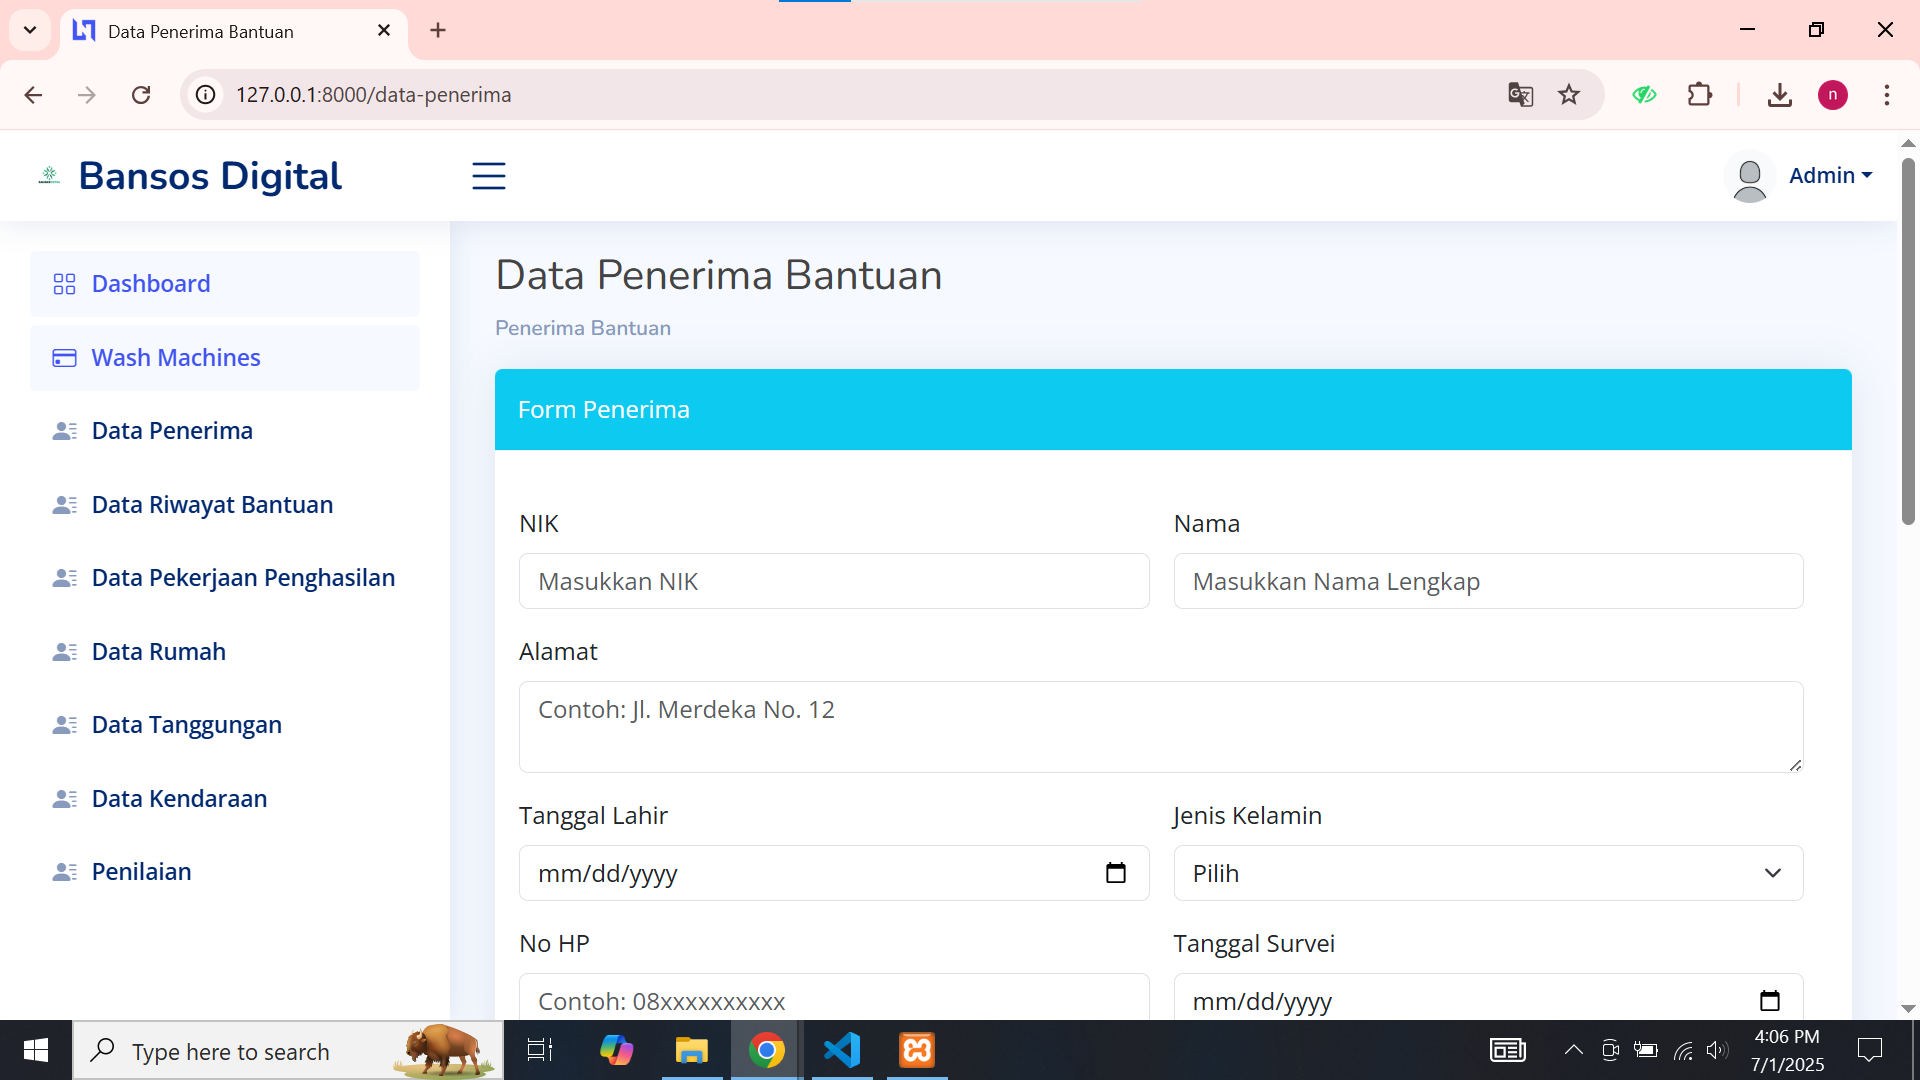 Data Penerima Bantuan
127.0.0.1:8000/data-penerima
n
Bansos Digital
Admin
Dashboard
Wash Machines
Data Penerima
Data Riwayat Bantuan
Data Pekerjaan Penghasilan
Data Rumah
Data Tanggungan
Data Kendaraan
Penilaian
Data Penerima Bantuan
Penerima Bantuan
Form Penerima
NIK
Masukkan NIK
Nama
Masukkan Nama Lengkap
Alamat
Contoh: Jl. Merdeka No. 12
Tanggal Lahir
mm/dd/yyyy
Jenis Kelamin
Pilih
No HP
Contoh: 08xxxxxxxxxx
Tanggal Survei
mm/dd/yyyy
Type here to search
4:06 PM
7/1/2025